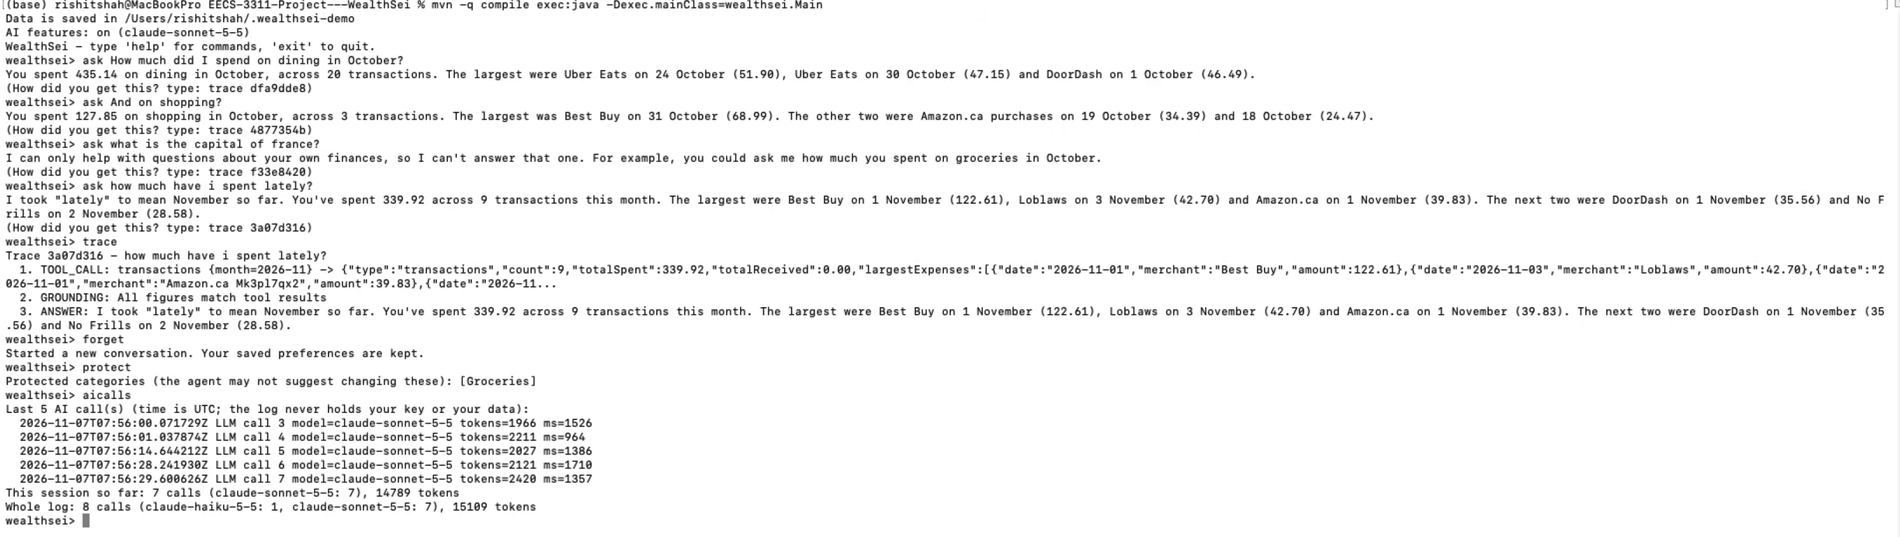 (base) rishitshah@MacBookPro EECS-3311-Project---WealthSei % mvn -q compile exec:java -Dexec.mainClass=wealthsei.Main
Data is saved in /Users/rishitshah/.wealthsei-demo
AI features: on (claude-sonnet-5-5)
WealthSei – type 'help' for commands, 'exit' to quit.
wealthsei> ask How much did I spend on dining in October?
You spent 435.14 on dining in October, across 20 transactions. The largest were Uber Eats on 24 October (51.90), Uber Eats on 30 October (47.15) and DoorDash on 1 October (46.49).
(How did you get this? type: trace dfa9dde8)
wealthsei> ask And on shopping?
You spent 127.85 on shopping in October, across 3 transactions. The largest was Best Buy on 31 October (68.99). The other two were Amazon.ca purchases on 19 October (34.39) and 18 October (24.47).
(How did you get this? type: trace 4877354b)
wealthsei> ask what is the capital of france?
I can only help with questions about your own finances, so I can't answer that one. For example, you could ask me how much you spent on groceries in October.
(How did you get this? type: trace f33e8420)
wealthsei> ask how much have i spent lately?
I took "lately" to mean November so far. You've spent 339.92 across 9 transactions this month. The largest were Best Buy on 1 November (122.61), Loblaws on 3 November (42.70) and Amazon.ca on 1 November (39.83). The next two were DoorDash on 1 November (35.56) and No F
rills on 2 November (28.58).
(How did you get this? type: trace 3a07d316)
wealthsei> trace
Trace 3a07d316 – how much have i spent lately?
1. TOOL_CALL: transactions {month=2026-11} -> {"type":"transactions","count":9,"totalSpent":339.92,"totalReceived":0.00,"largestExpenses":[{"date":"2026-11-01","merchant":"Best Buy","amount":122.61},{"date":"2026-11-03","merchant":"Loblaws","amount":42.70},{"date":"2
026-11-01","merchant":"Amazon.ca Mk3pl7qx2","amount":39.83},{"date":"2026-11...
2. GROUNDING: All figures match tool results
3. ANSWER: I took "lately" to mean November so far. You've spent 339.92 across 9 transactions this month. The largest were Best Buy on 1 November (122.61), Loblaws on 3 November (42.70) and Amazon.ca on 1 November (39.83). The next two were DoorDash on 1 November (35
.56) and No Frills on 2 November (28.58).
wealthsei> forget
Started a new conversation. Your saved preferences are kept.
wealthsei> protect
Protected categories (the agent may not suggest changing these): [Groceries]
wealthsei> aicalls
Last 5 AI call(s) (time is UTC; the log never holds your key or your data):
2026-11-07T07:56:00.071729Z LLM call 3 model=claude-sonnet-5-5 tokens=1966 ms=1526
2026-11-07T07:56:01.037874Z LLM call 4 model=claude-sonnet-5-5 tokens=2211 ms=964
2026-11-07T07:56:14.644212Z LLM call 5 model=claude-sonnet-5-5 tokens=2027 ms=1386
2026-11-07T07:56:28.241930Z LLM call 6 model=claude-sonnet-5-5 tokens=2121 ms=1710
2026-11-07T07:56:29.600626Z LLM call 7 model=claude-sonnet-5-5 tokens=2420 ms=1357
This session so far: 7 calls (claude-sonnet-5-5: 7), 14789 tokens
Whole log: 8 calls (claude-haiku-5-5: 1, claude-sonnet-5-5: 7), 15109 tokens
wealthsei>